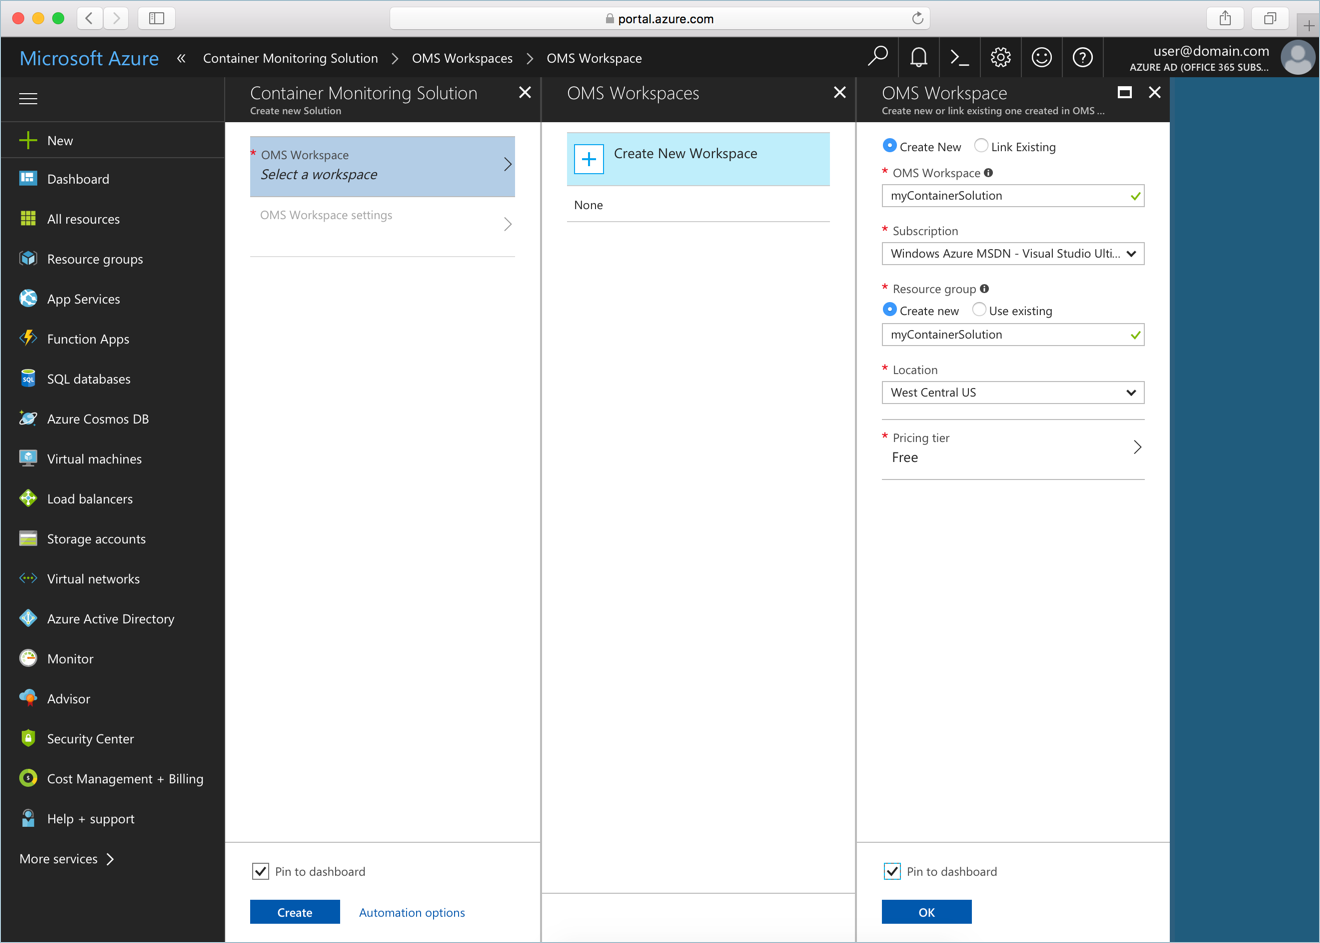 portal.azure.com
Microsoft Azure
Container Monitoring Solution
OMS Workspaces
OMS Workspace
user@domain.com
AZURE AD (OFFICE 365 SUBS...
New
Dashboard
All resources
Resource groups
App Services
Function Apps
SQL
SQL databases
Azure Cosmos DB
Virtual machines
Load balancers
Storage accounts
Virtual networks
Azure Active Directory
Monitor
Advisor
Security Center
Cost Management + Billing
Help + support
More services
Container Monitoring Solution
Create new Solution
* OMS Workspace
Select a workspace
OMS Workspace settings
Pin to dashboard
Create
Automation options
OMS Workspaces
Create New Workspace
None
OMS Workspace
Create new or link existing one created in OMS ...
Create New Link Existing
* OMS Workspace
myContainerSolution
* Subscription
Windows Azure MSDN - Visual Studio Ulti...
* Resource group
Create new Use existing
myContainerSolution
* Location
West Central US
* Pricing tier
Free
Pin to dashboard
OK